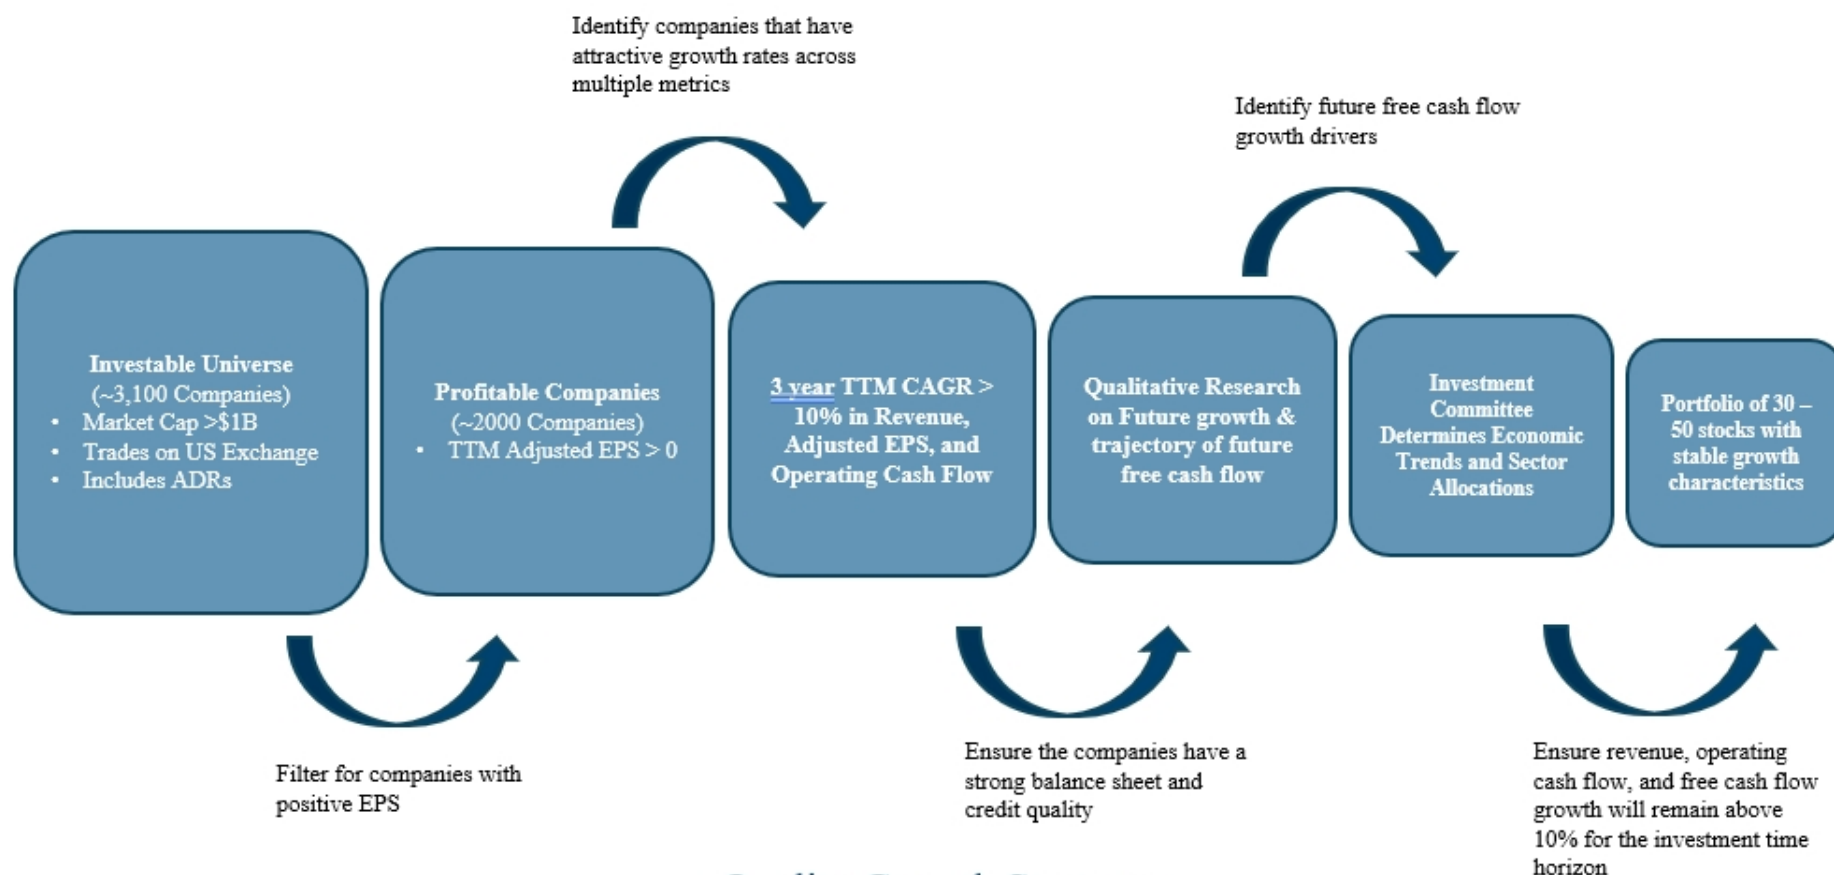 Identify companies that have
attractive growth rates across
multiple metrics
Identify future free cash flow
growth drivers
Investable Universe
(~3,100 Companies)
• Market Cap >$1B
• Trades on US Exchange
• Includes ADRs
Profitable Companies
(~2000 Companies)
• TTM Adjusted EPS > 0
3 year TTM CAGR >
10% in Revenue,
Adjusted EPS, and
Operating Cash Flow
Qualitative Research
on Future growth &
trajectory of future
free cash flow
Investment
Committee
Determines Economic
Trends and Sector
Allocations
Portfolio of 30 –
50 stocks with
stable growth
characteristics
Filter for companies with
positive EPS
Ensure the companies have a
strong balance sheet and
credit quality
Ensure revenue, operating
cash flow, and free cash flow
growth will remain above
10% for the investment time
horizon